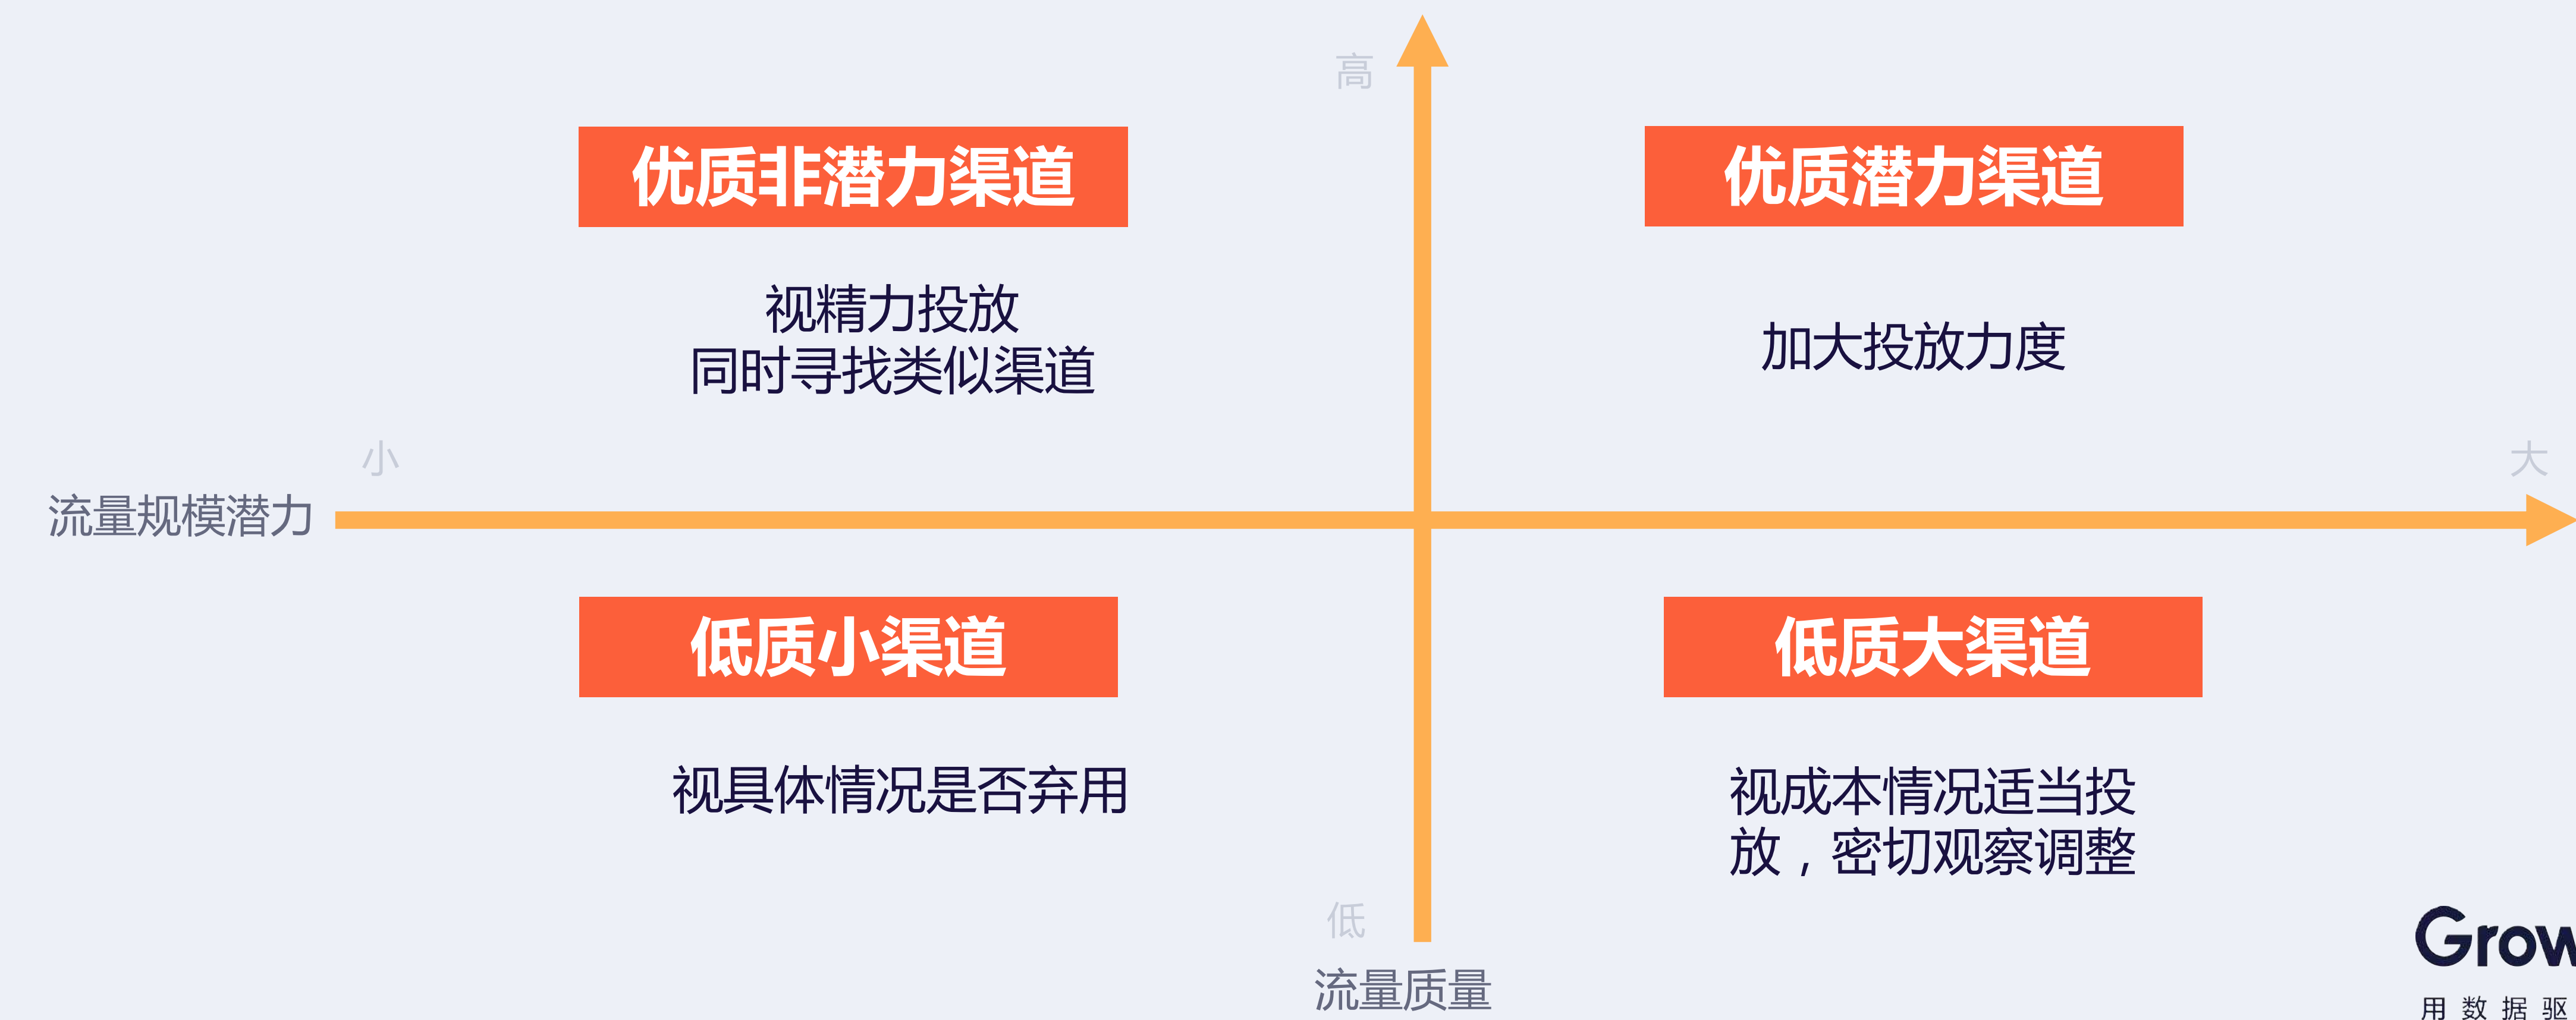 高
优质非潜力渠道
优质潜力渠道
视精力投放
同时寻找类似渠道
加大投放力度
小
大
流量规模潜力
低质小渠道
低质大渠道
视具体情况是否弃用
视成本情况适当投
放，密切观察调整
低
流量质量
Grow
用数据驱